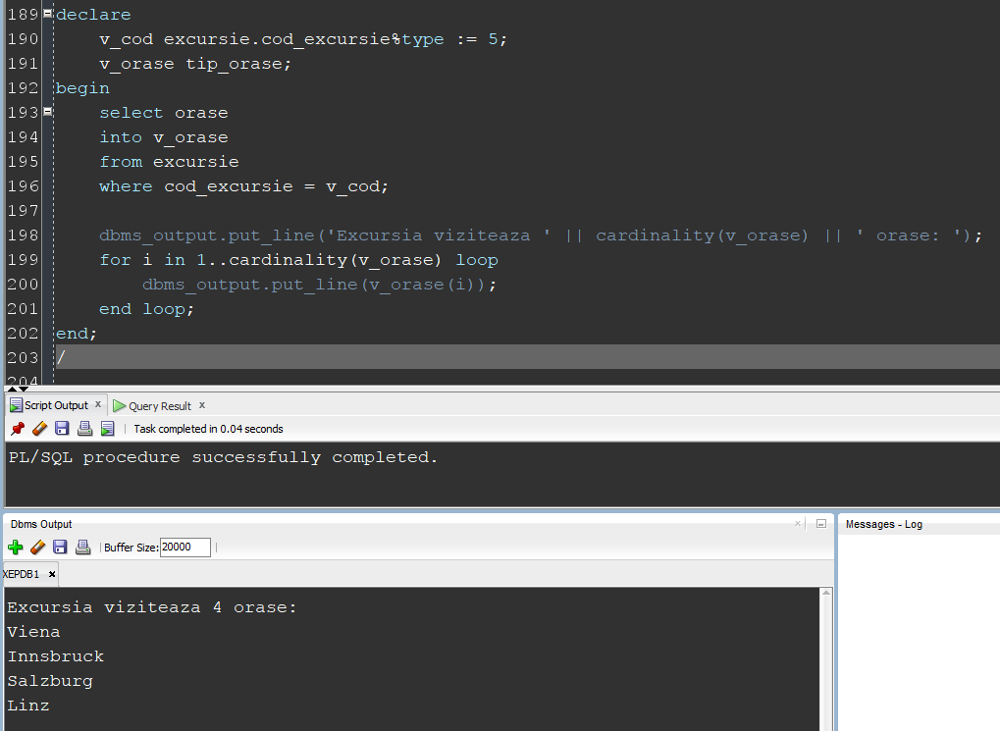 189 declare
190     v_cod excursie.cod_excursie%type := 5;
191     v_orase tip_orase;
192 begin
193     select orase
194     into v_orase
195     from excursie
196     where cod_excursie = v_cod;
197
198     dbms_output.put_line('Excursia viziteaza ' || cardinality(v_orase) || ' orase: ');
199     for i in 1..cardinality(v_orase) loop
200         dbms_output.put_line(v_orase(i));
201     end loop;
202 end;
203 /
204
Script Output x Query Result x
Task completed in 0.04 seconds
PL/SQL procedure successfully completed.
Dbms Output x Messages - Log
Buffer Size: 20000
XEPDB1 x
Excursia viziteaza 4 orase:
Viena
Innsbruck
Salzburg
Linz